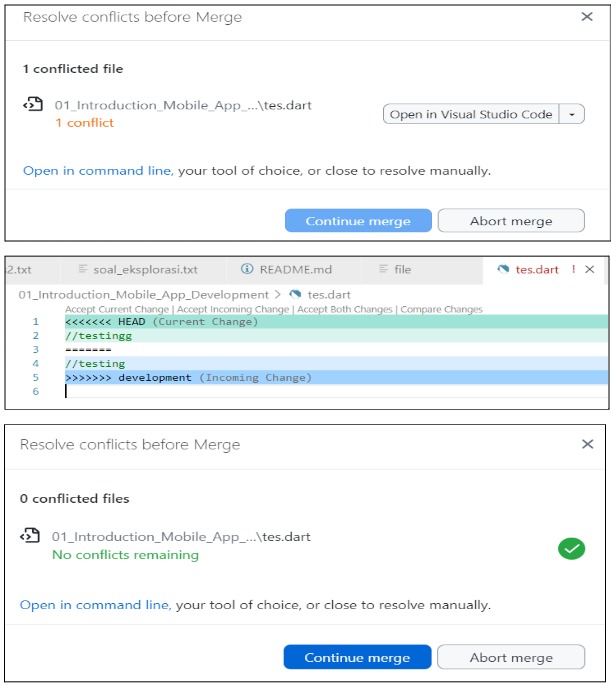 Resolve conflicts before Merge
1 conflicted file
01_Introduction_Mobile_App_...\tes.dart
1 conflict
Open in Visual Studio Code
Open in command line, your tool of choice, or close to resolve manually.
Continue merge Abort merge
2.txt soal_eksplorasi.txt README.md file tes.dart !
01_Introduction_Mobile_App_Development > tes.dart
Accept Current Change | Accept Incoming Change | Accept Both Changes | Compare Changes
1 <<<<<<< HEAD (Current Change)
2 //testingg
3 =======
4 //testing
5 >>>>>>> development (Incoming Change)
6
Resolve conflicts before Merge
0 conflicted files
01_Introduction_Mobile_App_...\tes.dart
No conflicts remaining
Open in command line, your tool of choice, or close to resolve manually.
Continue merge Abort merge